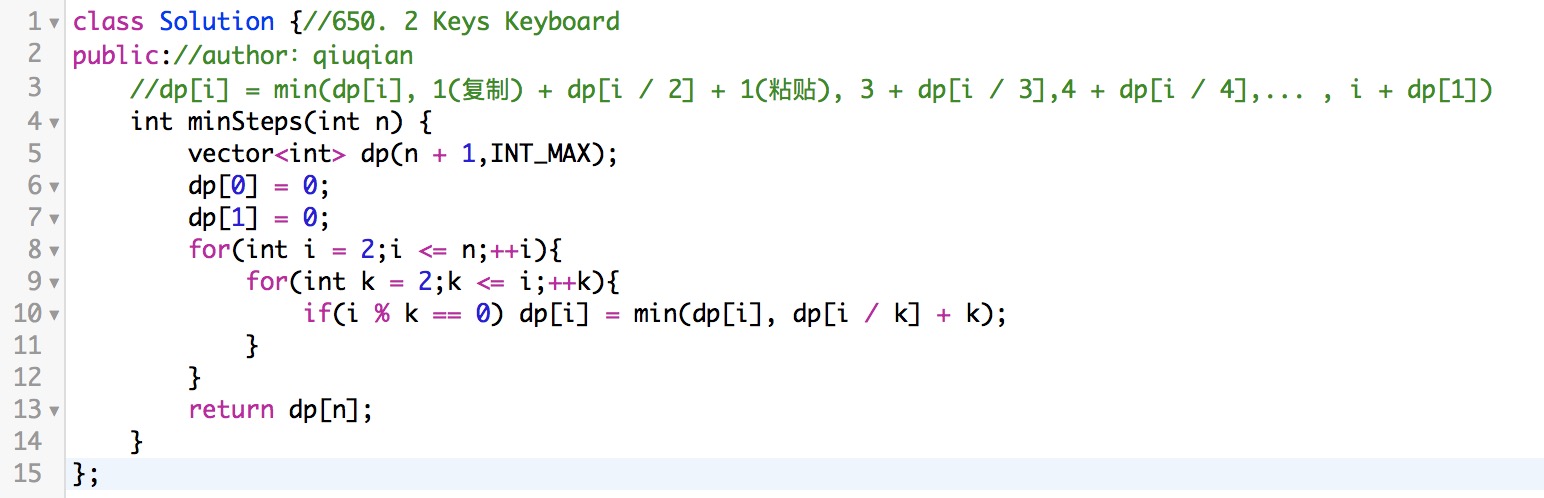 1 class Solution {//650. 2 Keys Keyboard
2 public://author: qiuqian
3     //dp[i] = min(dp[i], 1(复制) + dp[i / 2] + 1(粘贴), 3 + dp[i / 3],4 + dp[i / 4],... , i + dp[1])
4     int minSteps(int n) {
5         vector<int> dp(n + 1,INT_MAX);
6         dp[0] = 0;
7         dp[1] = 0;
8         for(int i = 2;i <= n;++i){
9             for(int k = 2;k <= i;++k){
10                 if(i % k == 0) dp[i] = min(dp[i], dp[i / k] + k);
11             }
12         }
13         return dp[n];
14     }
15 };